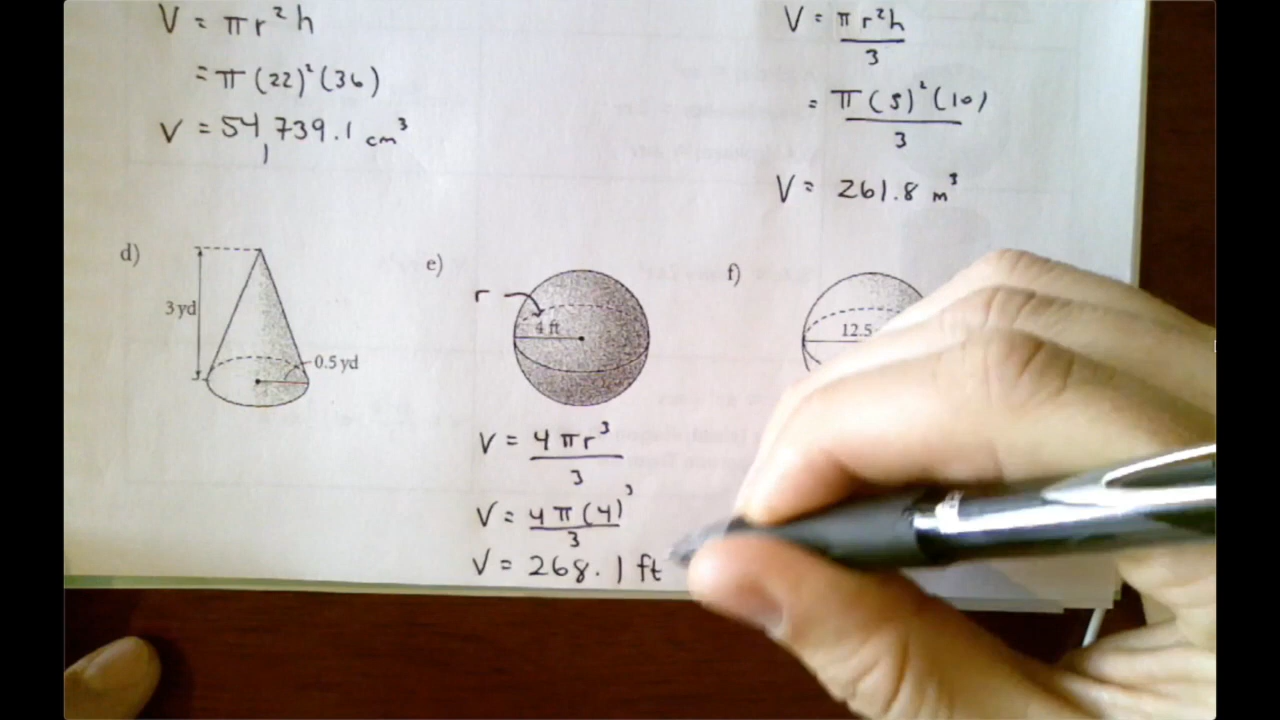 V = πr²h
= π(22)²(36)
V = 54,739.1 cm³
V = πr²h/3
= π(5)²(10)/3
V = 261.8 m³
d)
3 yd
0.5 yd
e)
r
4 ft
V = 4πr³/3
V = 4π(4)³/3
V = 268.1 ft
f)
12.5